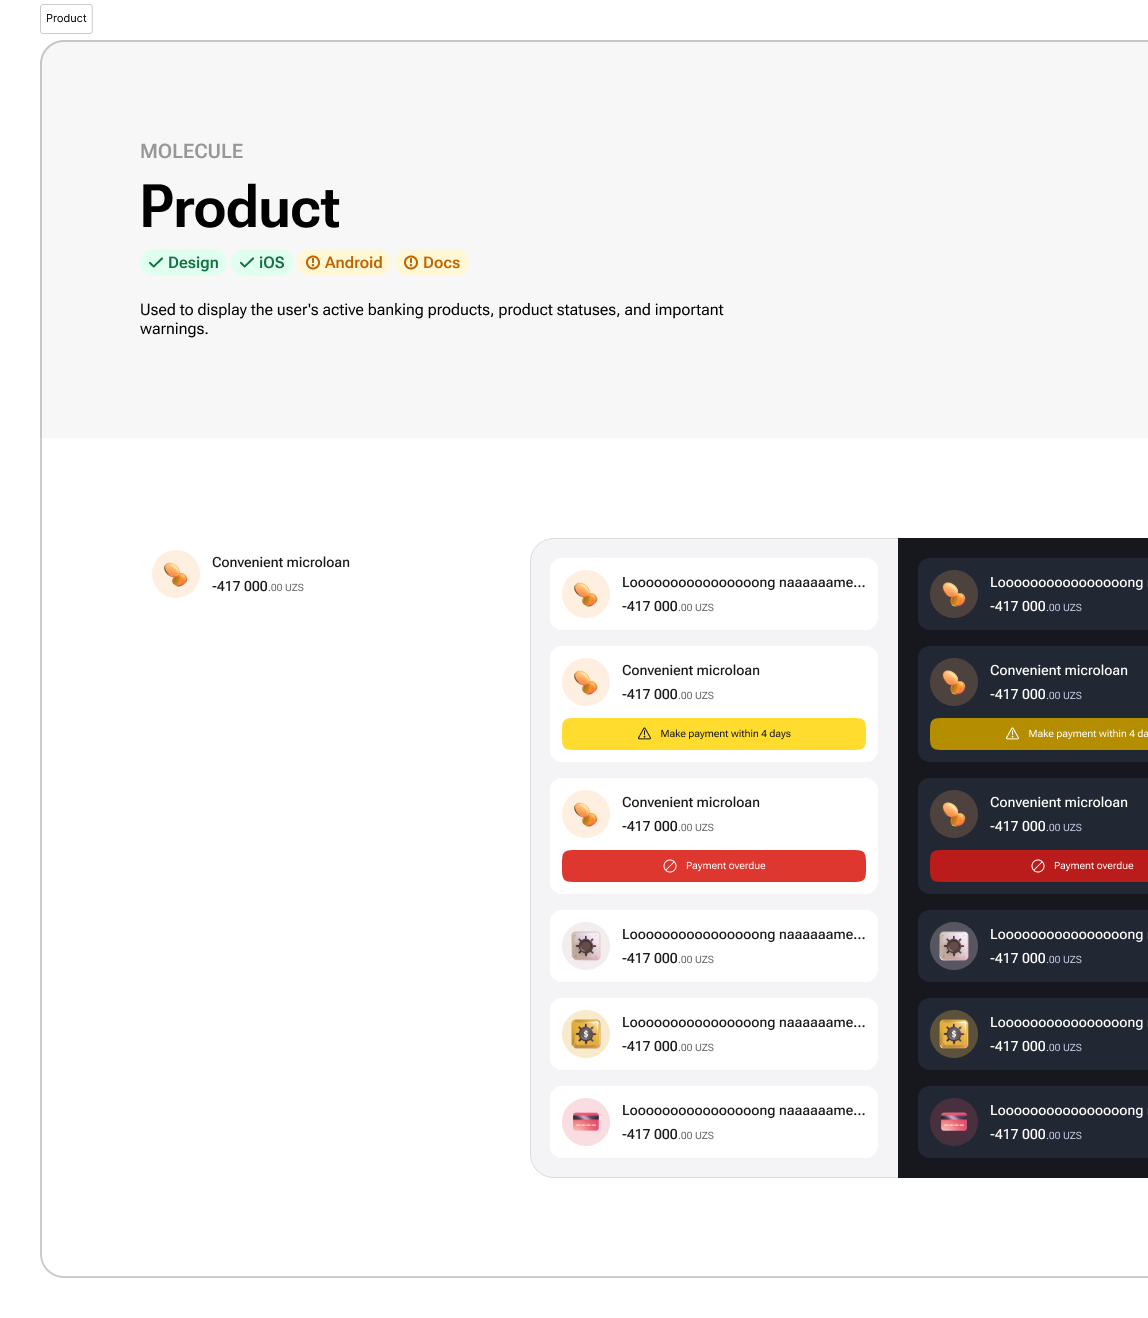 Product
MOLECULE
Product
Design iOS Android Docs
Used to display the user's active banking products, product statuses, and important
warnings.
Convenient microloan
-417 000.00 UZS
Looooooooooooooooong naaaaaame...
-417 000.00 UZS
Convenient microloan
-417 000.00 UZS
Make payment within 4 days
Convenient microloan
-417 000.00 UZS
Payment overdue
Looooooooooooooooong naaaaaame...
-417 000.00 UZS
Looooooooooooooooong naaaaaame...
-417 000.00 UZS
Looooooooooooooooong naaaaaame...
-417 000.00 UZS
Looooooooooooooooong
-417 000.00 UZS
Convenient microloan
-417 000.00 UZS
Make payment within 4 da
Convenient microloan
-417 000.00 UZS
Payment overdue
Looooooooooooooooong
-417 000.00 UZS
Looooooooooooooooong
-417 000.00 UZS
Looooooooooooooooong
-417 000.00 UZS